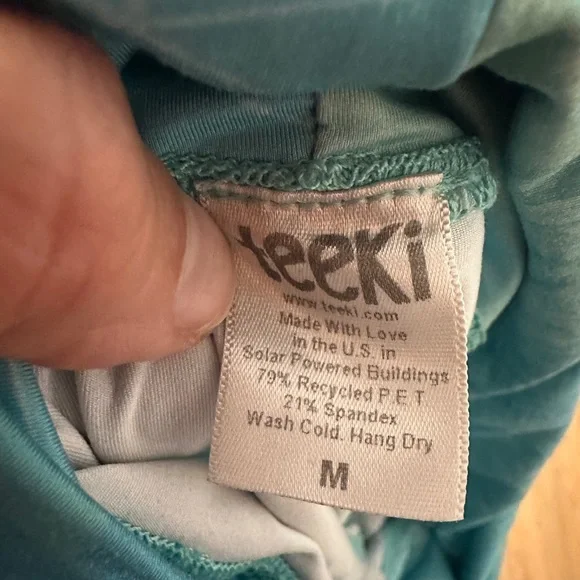 teeki
www.teeki.com
Made With Love
in the U.S. in
Solar Powered Buildings
79% Recycled P.E.T
21% Spandex
Wash Cold. Hang Dry
M